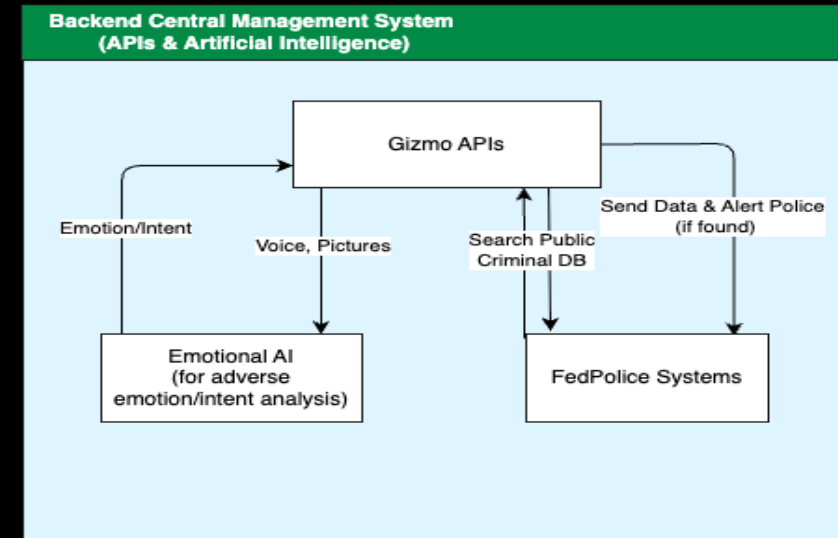 Backend Central Management System
(APIs & Artificial Intelligence)
Gizmo APIs
Emotion/Intent
Voice, Pictures
Search Public
Criminal DB
Send Data & Alert Police
(if found)
Emotional AI
(for adverse
emotion/intent analysis)
FedPolice Systems